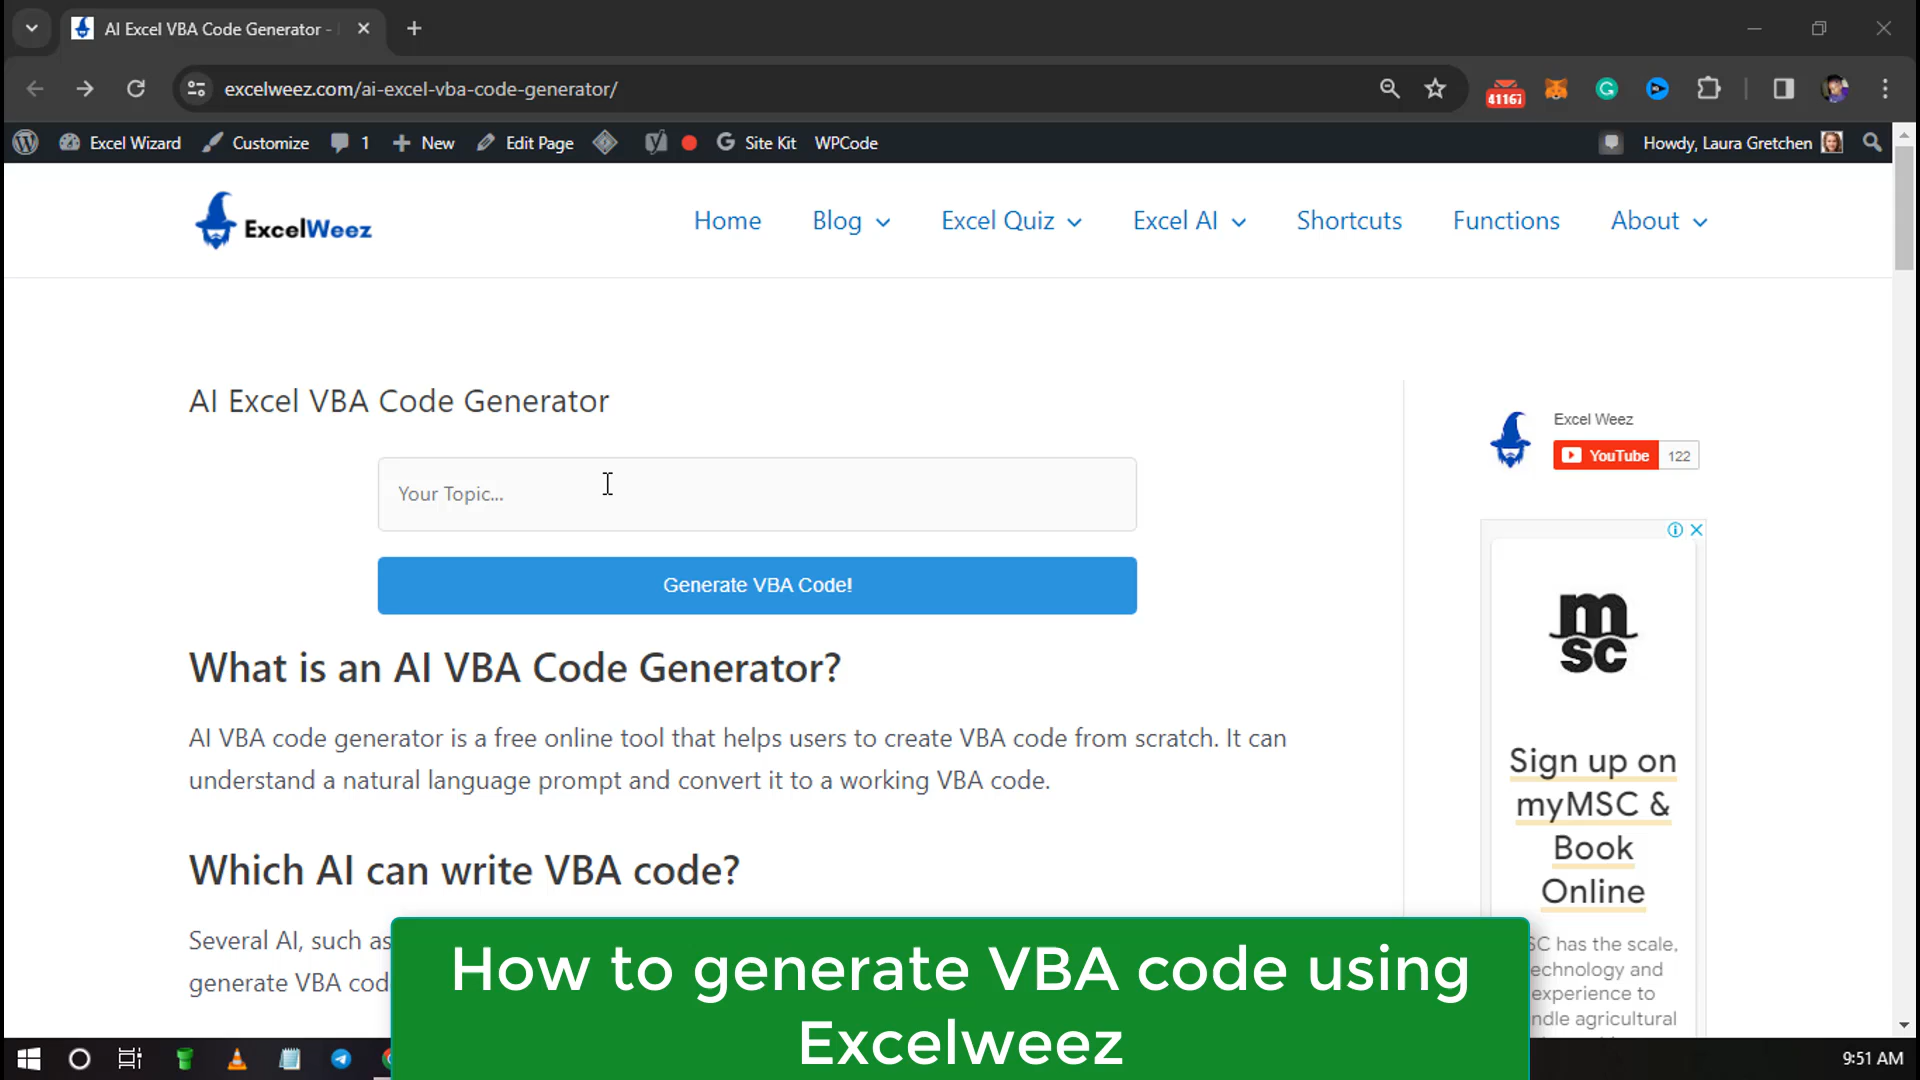 AI Excel VBA Code Generator -
excelweez.com/ai-excel-vba-code-generator/
41167
Excel Wizard Customize 1 New Edit Page Site Kit WPCode Howdy, Laura Gretchen
ExcelWeez
Home Blog Excel Quiz Excel AI Shortcuts Functions About
AI Excel VBA Code Generator
Your Topic...
Generate VBA Code!
What is an AI VBA Code Generator?
AI VBA code generator is a free online tool that helps users to create VBA code from scratch. It can
understand a natural language prompt and convert it to a working VBA code.
Which AI can write VBA code?
Several AI, such as
generate VBA cod
Excel Weez
YouTube 122
m
sc
Sign up on
myMSC &
Book
Online
SC has the scale,
echnology and
experience to
ndle agricultural
How to generate VBA code using
Excelweez
9:51 AM